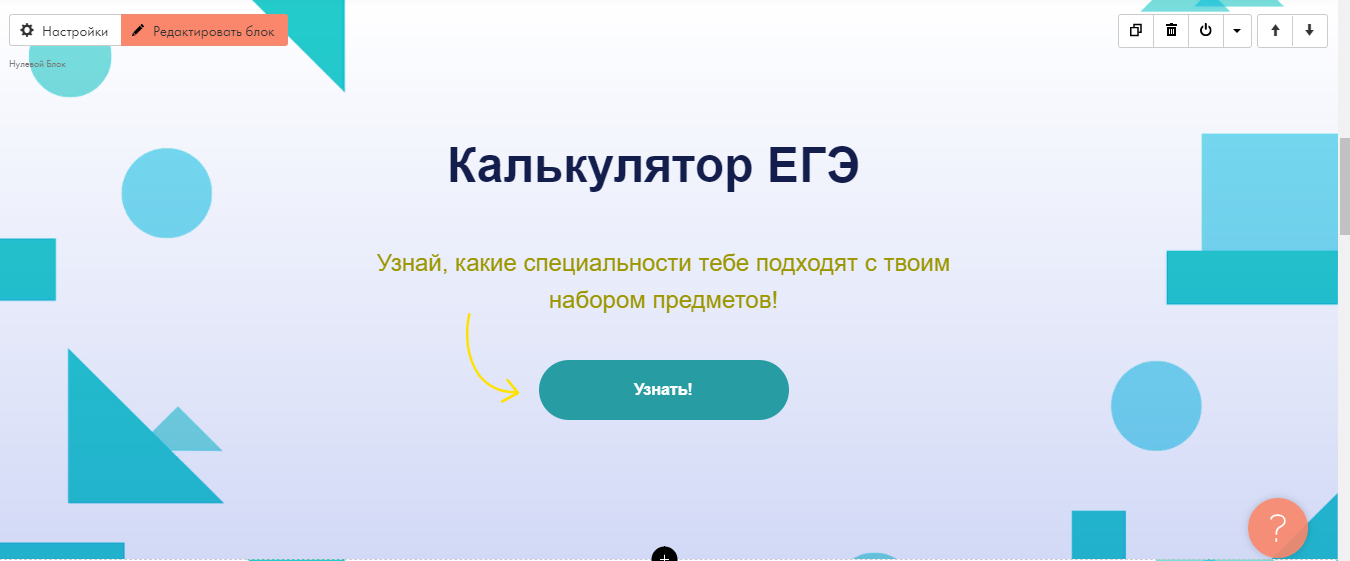 Настройки
Редактировать блок
Нулевой Блок
Калькулятор ЕГЭ
Узнай, какие специальности тебе подходят с твоим
набором предметов!
Узнать!
?